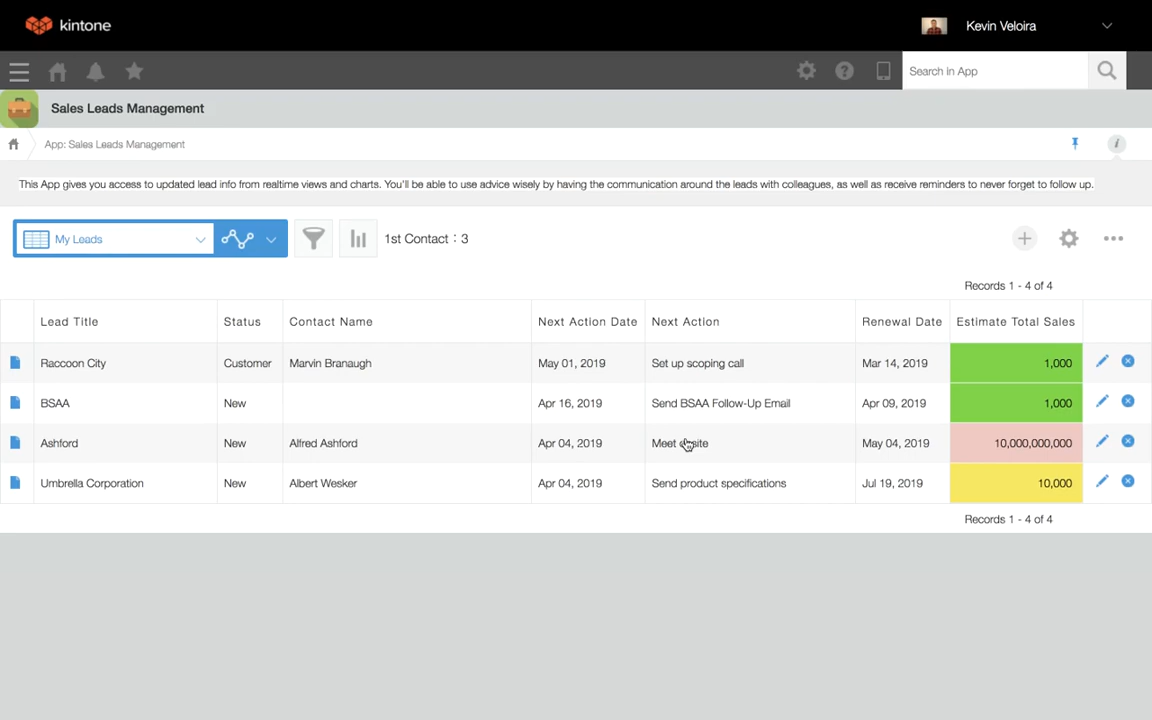 kintone
Kevin Veloira
Search in App
Sales Leads Management
App: Sales Leads Management
This App gives you access to updated lead info from realtime views and charts. You'll be able to use advice wisely by having the communication around the leads with colleagues, as well as receive reminders to never forget to follow up.
My Leads
1st Contact : 3
Records 1 - 4 of 4
Lead Title Status Contact Name Next Action Date Next Action Renewal Date Estimate Total Sales
Raccoon City Customer Marvin Branaugh May 01, 2019 Set up scoping call Mar 14, 2019 1,000
BSAA New Apr 16, 2019 Send BSAA Follow-Up Email Apr 09, 2019 1,000
Ashford New Alfred Ashford Apr 04, 2019 Meet onsite May 04, 2019 10,000,000,000
Umbrella Corporation New Albert Wesker Apr 04, 2019 Send product specifications Jul 19, 2019 10,000
Records 1 - 4 of 4